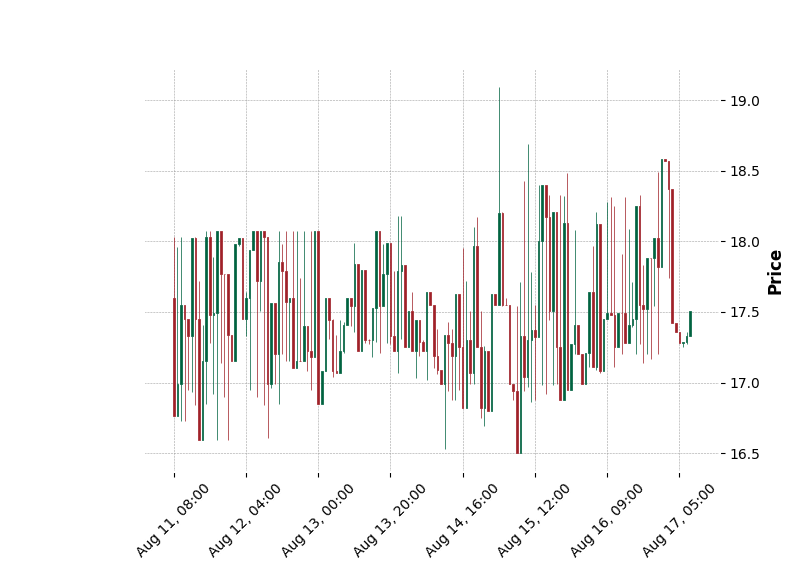 19.0
18.5
18.0
17.5
17.0
16.5
Price
Aug 11, 08:00
Aug 12, 04:00
Aug 13, 00:00
Aug 13, 20:00
Aug 14, 16:00
Aug 15, 12:00
Aug 16, 09:00
Aug 17, 05:00